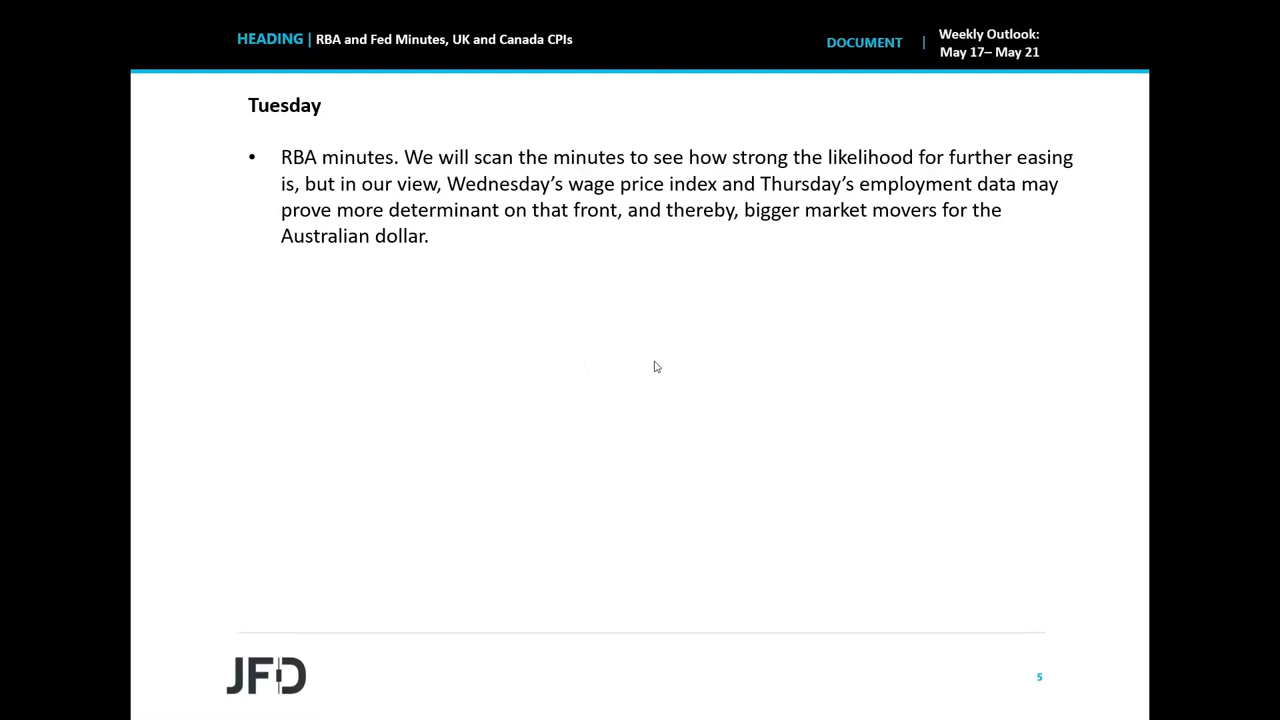 HEADING | RBA and Fed Minutes, UK and Canada CPIs
DOCUMENT | Weekly Outlook:
May 17– May 21
Tuesday
• RBA minutes. We will scan the minutes to see how strong the likelihood for further easing
is, but in our view, Wednesday’s wage price index and Thursday’s employment data may
prove more determinant on that front, and thereby, bigger market movers for the
Australian dollar.
JFD
5